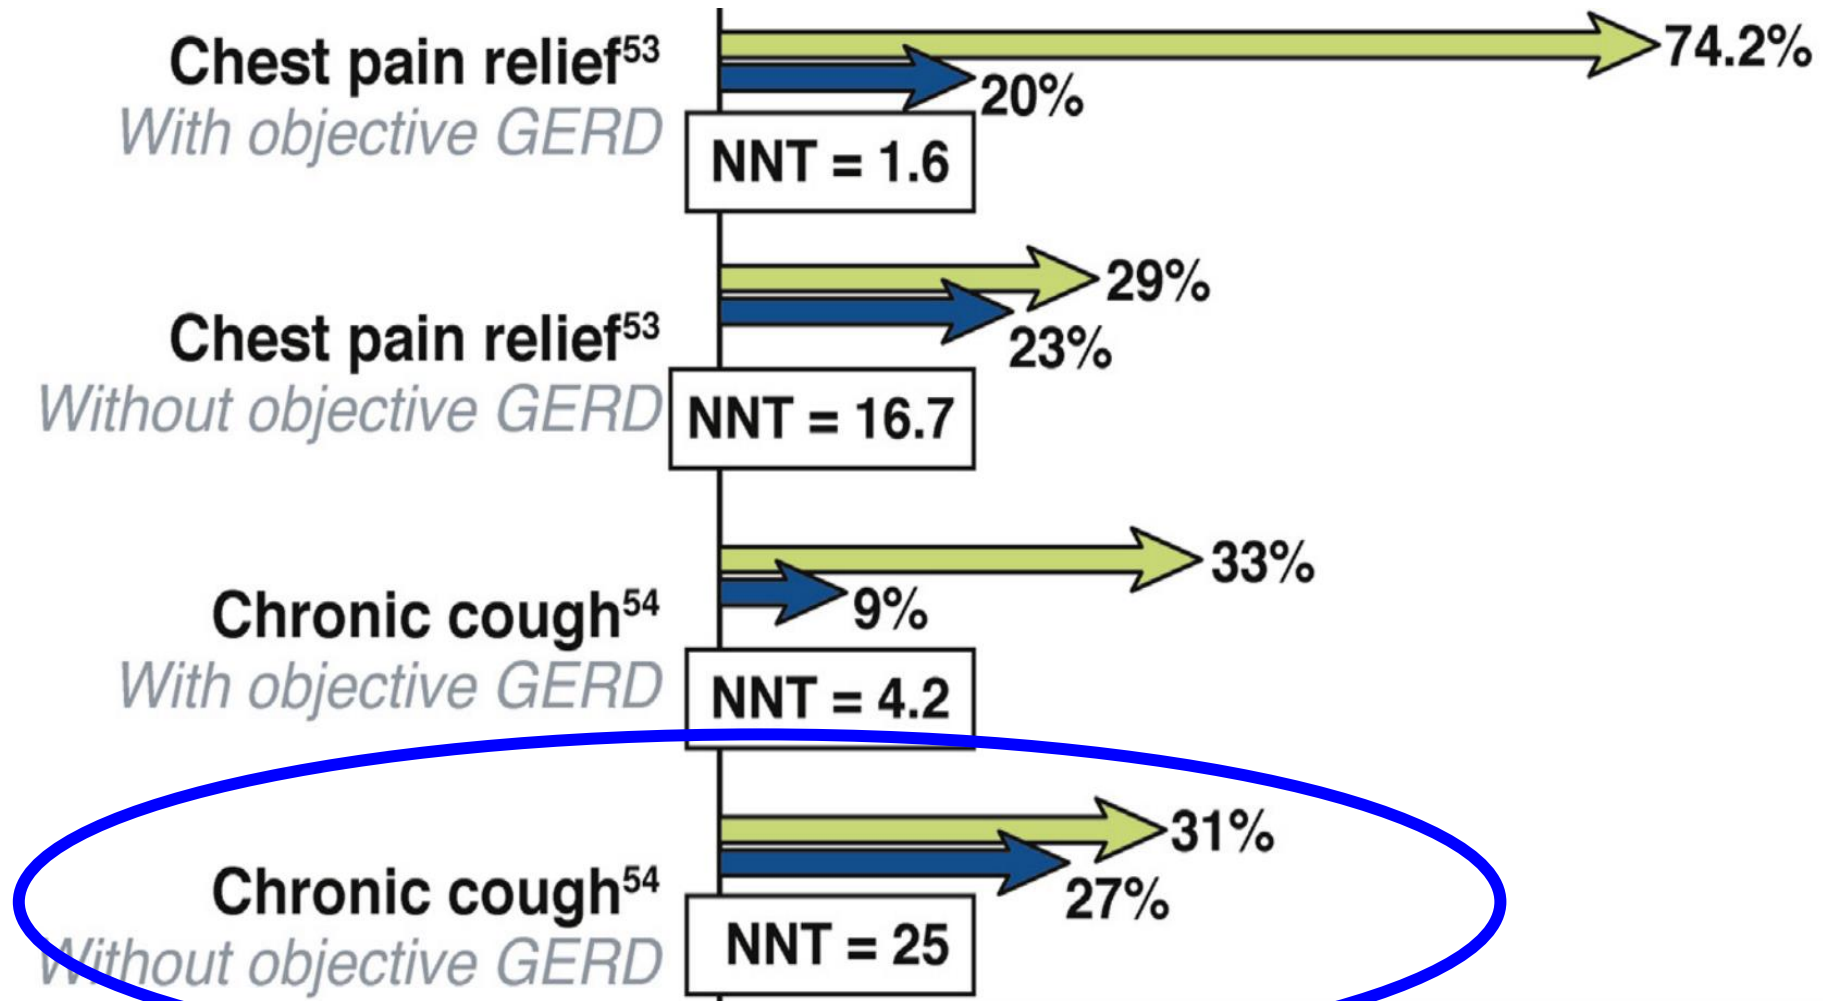 Chest pain relief53
With objective GERD
74.2%
20%
NNT = 1.6
Chest pain relief53
Without objective GERD
29%
23%
NNT = 16.7
Chronic cough54
With objective GERD
33%
9%
NNT = 4.2
Chronic cough54
Without objective GERD
31%
27%
NNT = 25